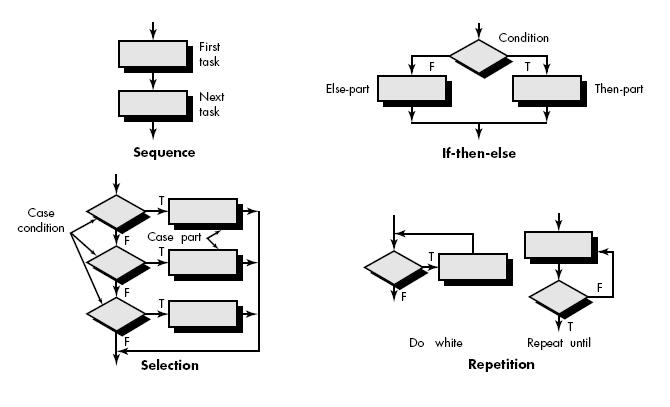 First
task
Next
task
Sequence
Condition
F
T
Else-part
Then-part
If-then-else
Case
condition
T
F
Case part
T
F
T
F
Selection
T
F
Do white
F
T
Repeat until
Repetition